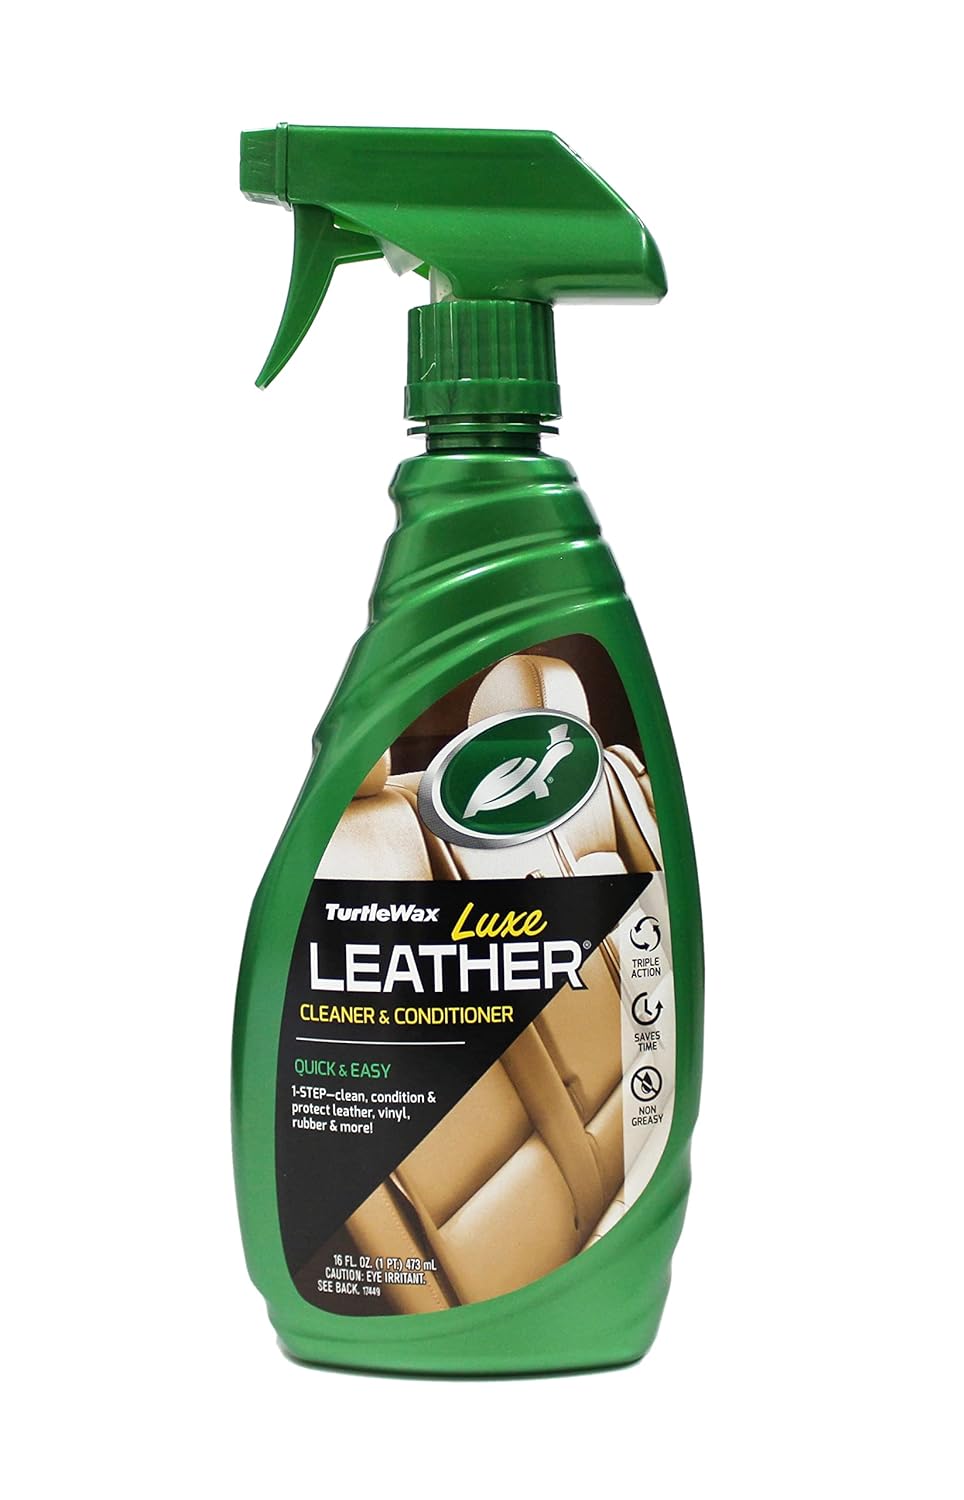 TurtleWax Luxe
LEATHER®
CLEANER & CONDITIONER
QUICK & EASY
1-STEP—clean, condition &
protect leather, vinyl,
rubber & more!
TRIPLE
ACTION
SAVES
TIME
NON
GREASY
16 FL. OZ. (1 PT.) 473 mL
CAUTION: EYE IRRITANT.
SEE BACK. 17449